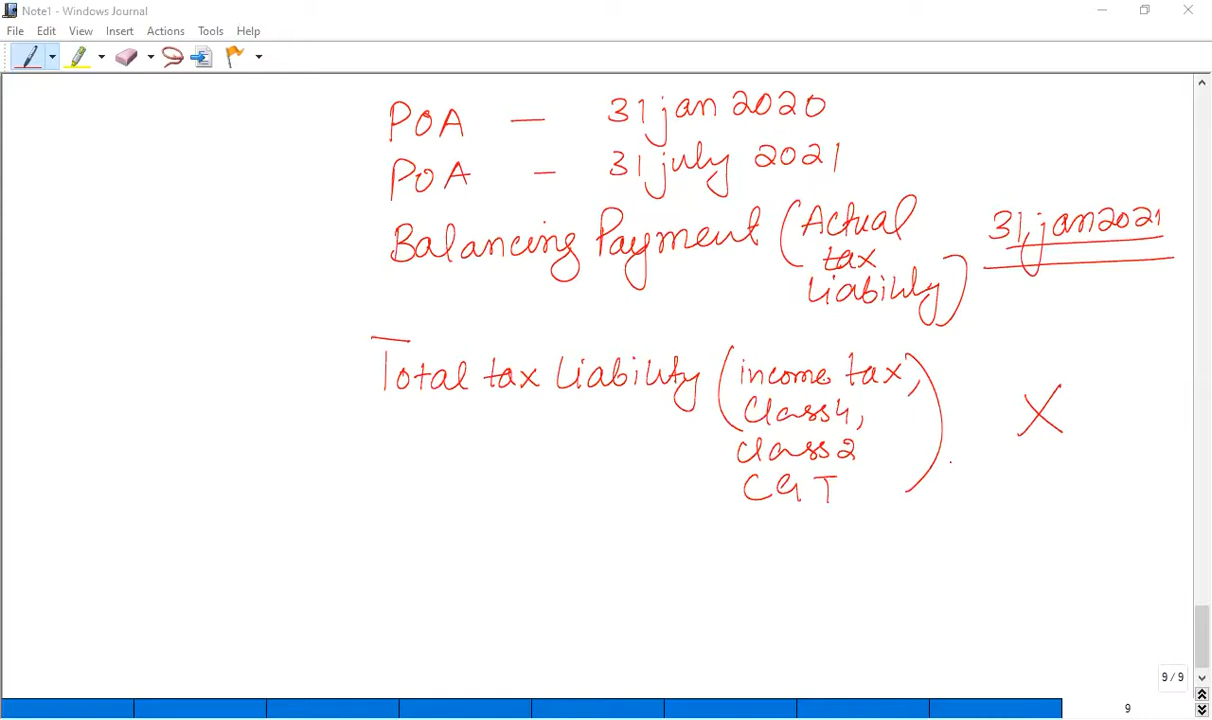 Note1 - Windows Journal
File Edit View Insert Actions Tools Help
POA — 31 jan 2020
POA - 31 july 2021
Balancing Payment (Actual tax liability) 31, jan 2021
Total tax liability (income tax,
Class 4,
Class 2
CGT)
X
9 / 9
9